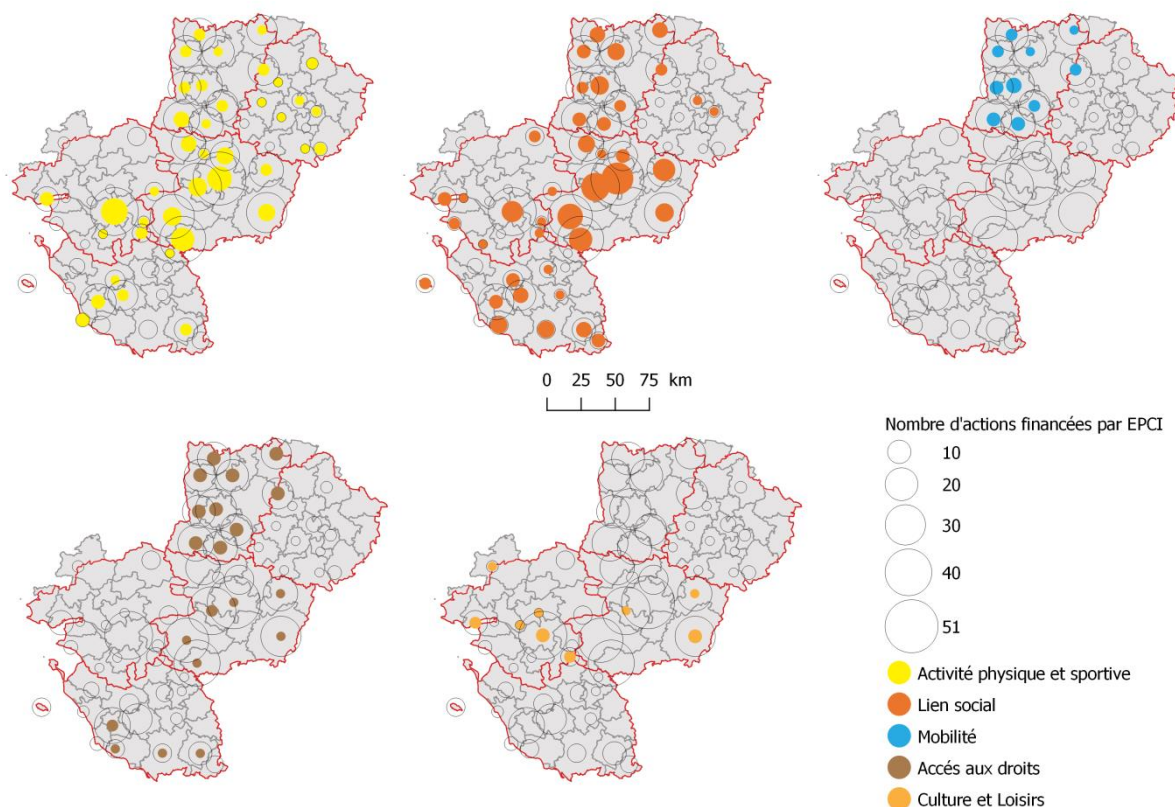 0 25 50 75 km
Nombre d'actions financées par EPCI
10
20
30
40
51
Activité physique et sportive
Lien social
Mobilité
Accés aux droits
Culture et Loisirs